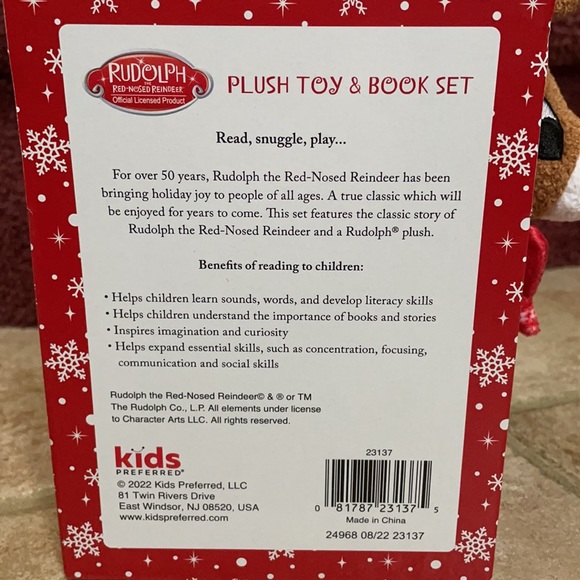 RUDOLPH
THE
RED-NOSED REINDEER
Official Licensed Product
PLUSH TOY & BOOK SET
Read, snuggle, play...
For over 50 years, Rudolph the Red-Nosed Reindeer has been
bringing holiday joy to people of all ages. A true classic which will
be enjoyed for years to come. This set features the classic story of
Rudolph the Red-Nosed Reindeer and a Rudolph® plush.
Benefits of reading to children:
• Helps children learn sounds, words, and develop literacy skills
• Helps children understand the importance of books and stories
• Inspires imagination and curiosity
• Helps expand essential skills, such as concentration, focusing,
communication and social skills
Rudolph the Red-Nosed Reindeer© & ® or TM
The Rudolph Co., L.P. All elements under license
to Character Arts LLC. All rights reserved.
kids
PREFERRED®
© 2022 Kids Preferred, LLC
81 Twin Rivers Drive
East Windsor, NJ 08520, USA
www.kidspreferred.com
23137
0 81787 23137 5
Made in China
24968 08/22 23137